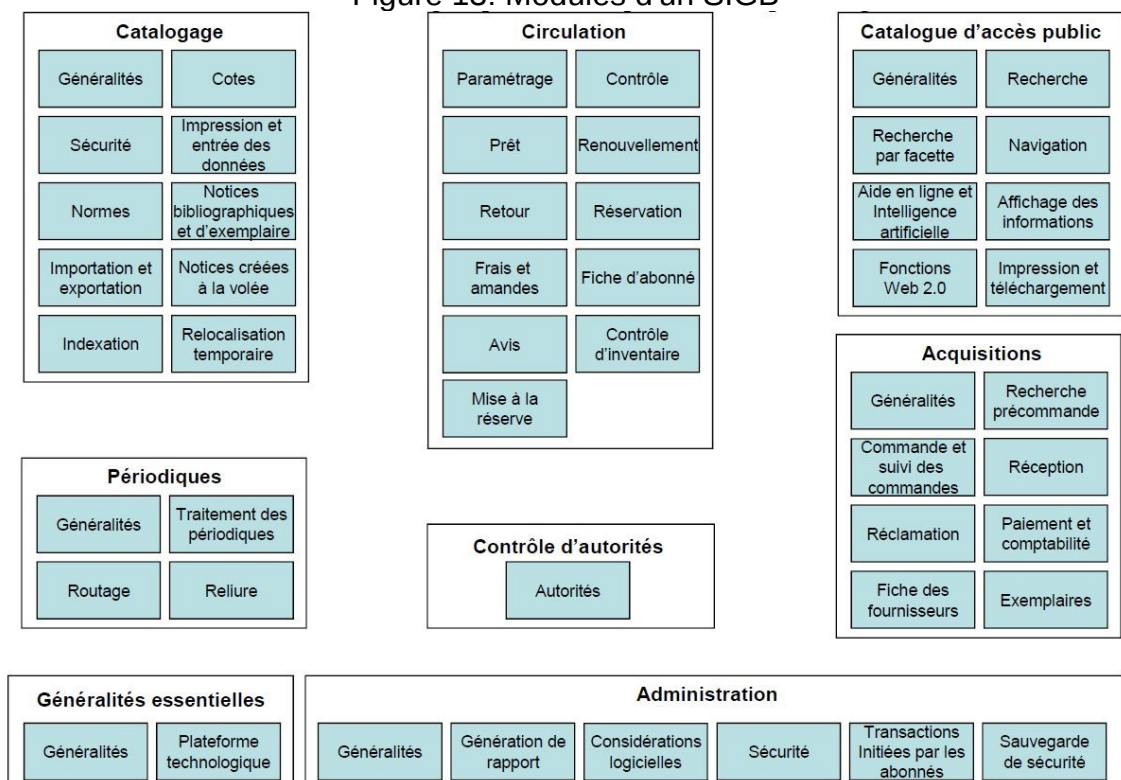 Figure 13. Modules d'un SIGB
Catalogage
Généralités
Cotes
Sécurité
Impression et
entrée des
données
Normes
Notices
bibliographiques
et d'exemplaire
Importation et
exportation
Notices créées
à la volée
Indexation
Relocalisation
temporaire
Circulation
Paramétrage
Contrôle
Prêt
Renouvellement
Retour
Réservation
Frais et
amandes
Fiche d'abonné
Avis
Contrôle
d'inventaire
Mise à la
réserve
Catalogue d'accès public
Généralités
Recherche
Recherche
par facette
Navigation
Aide en ligne et
Intelligence
artificielle
Affichage des
informations
Fonctions
Web 2.0
Impression et
téléchargement
Acquisitions
Généralités
Recherche
précommande
Commande et
suivi des
commandes
Réception
Réclamation
Paiement et
comptabilité
Fiche des
fournisseurs
Exemplaires
Périodiques
Généralités
Traitement des
périodiques
Routage
Reliure
Contrôle d'autorités
Autorités
Généralités essentielles
Généralités
Plateforme
technologique
Administration
Généralités
Génération de
rapport
Considérations
logicielles
Sécurité
Transactions
Initiées par les
abonnés
Sauvegarde
de sécurité